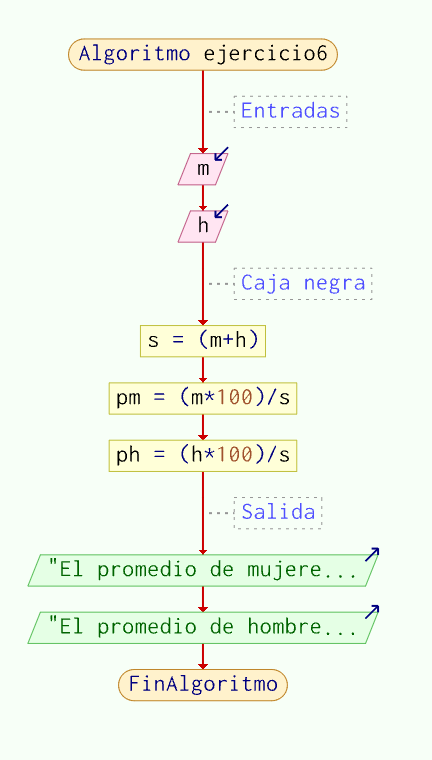 Algoritmo ejercicio6
Entradas
m
h
Caja negra
s = (m+h)
pm = (m*100)/s
ph = (h*100)/s
Salida
"El promedio de mujere...
"El promedio de hombre...
FinAlgoritmo